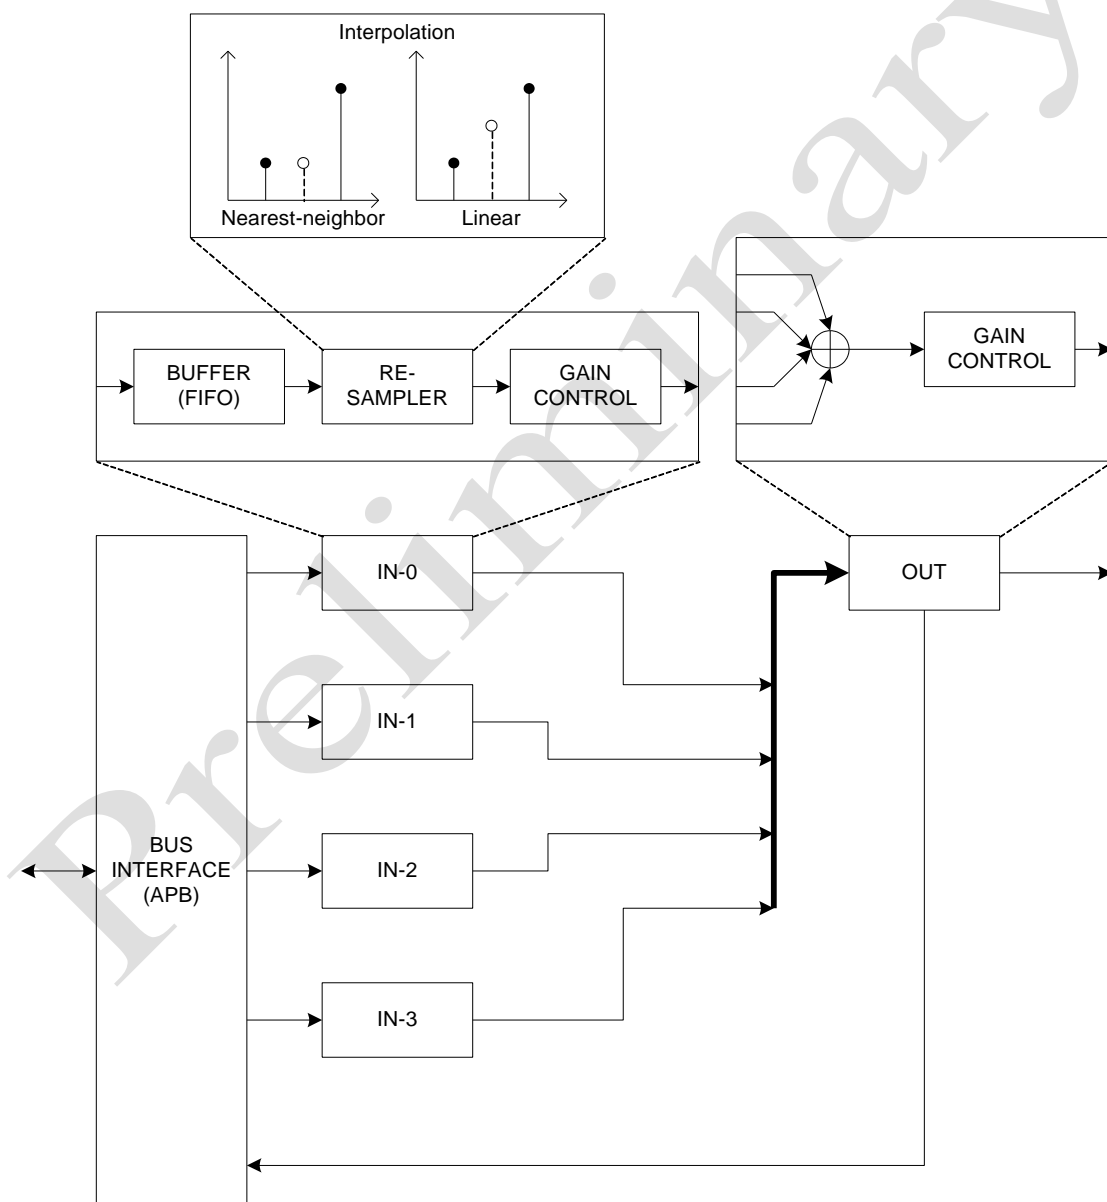 Interpolation
Nearest-neighbor
Linear
BUFFER
(FIFO)
RE-
SAMPLER
GAIN
CONTROL
GAIN
CONTROL
IN-0
OUT
IN-1
BUS
INTERFACE
(APB)
IN-2
IN-3
Preliminary